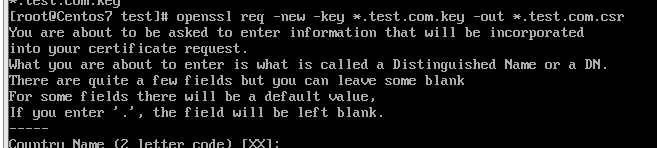 *.test.com.key
[root@Centos7 test]# openssl req -new -key *.test.com.key -out *.test.com.csr
You are about to be asked to enter information that will be incorporated
into your certificate request.
What you are about to enter is what is called a Distinguished Name or a DN.
There are quite a few fields but you can leave some blank
For some fields there will be a default value,
If you enter '.', the field will be left blank.
-----
Country Name (2 letter code) [XX]: